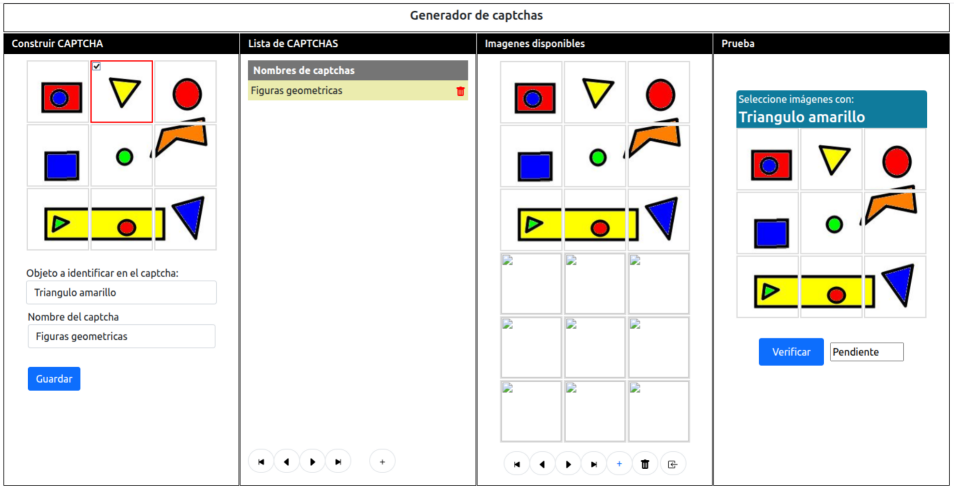 Generador de captchas
Construir CAPTCHA
Lista de CAPTCHAS
Imagenes disponibles
Prueba
Nombres de captchas
Figuras geometricas
Seleccione imágenes con:
Triangulo amarillo
Objeto a identificar en el captcha:
Triangulo amarillo
Nombre del captcha
Figuras geometricas
Guardar
Verificar
Pendiente